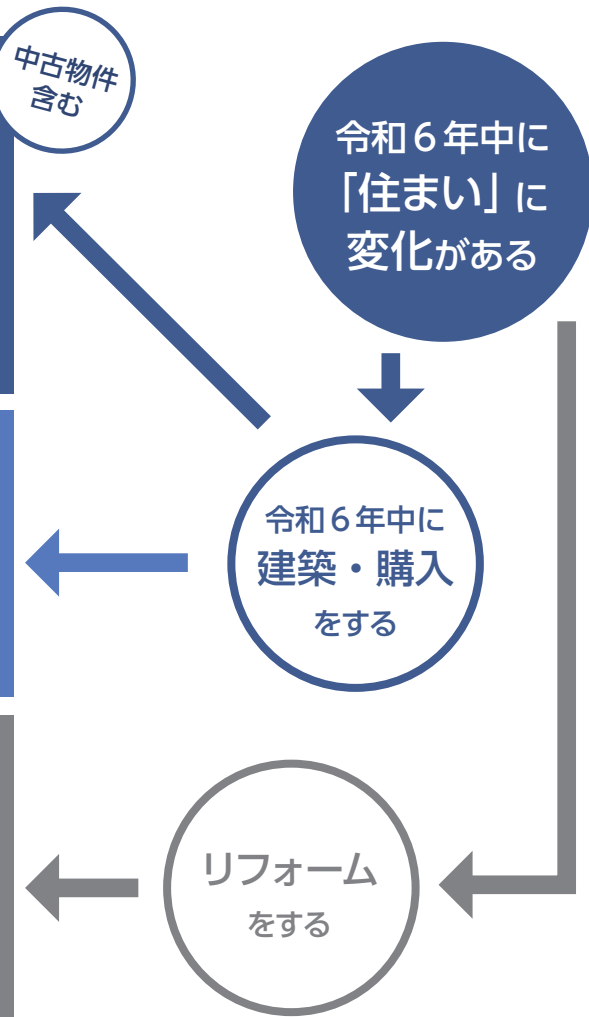 中古物件
含む
令和６年中に
「住まい」に
変化がある
令和６年中に
建築・購入
をする
リフォーム
をする